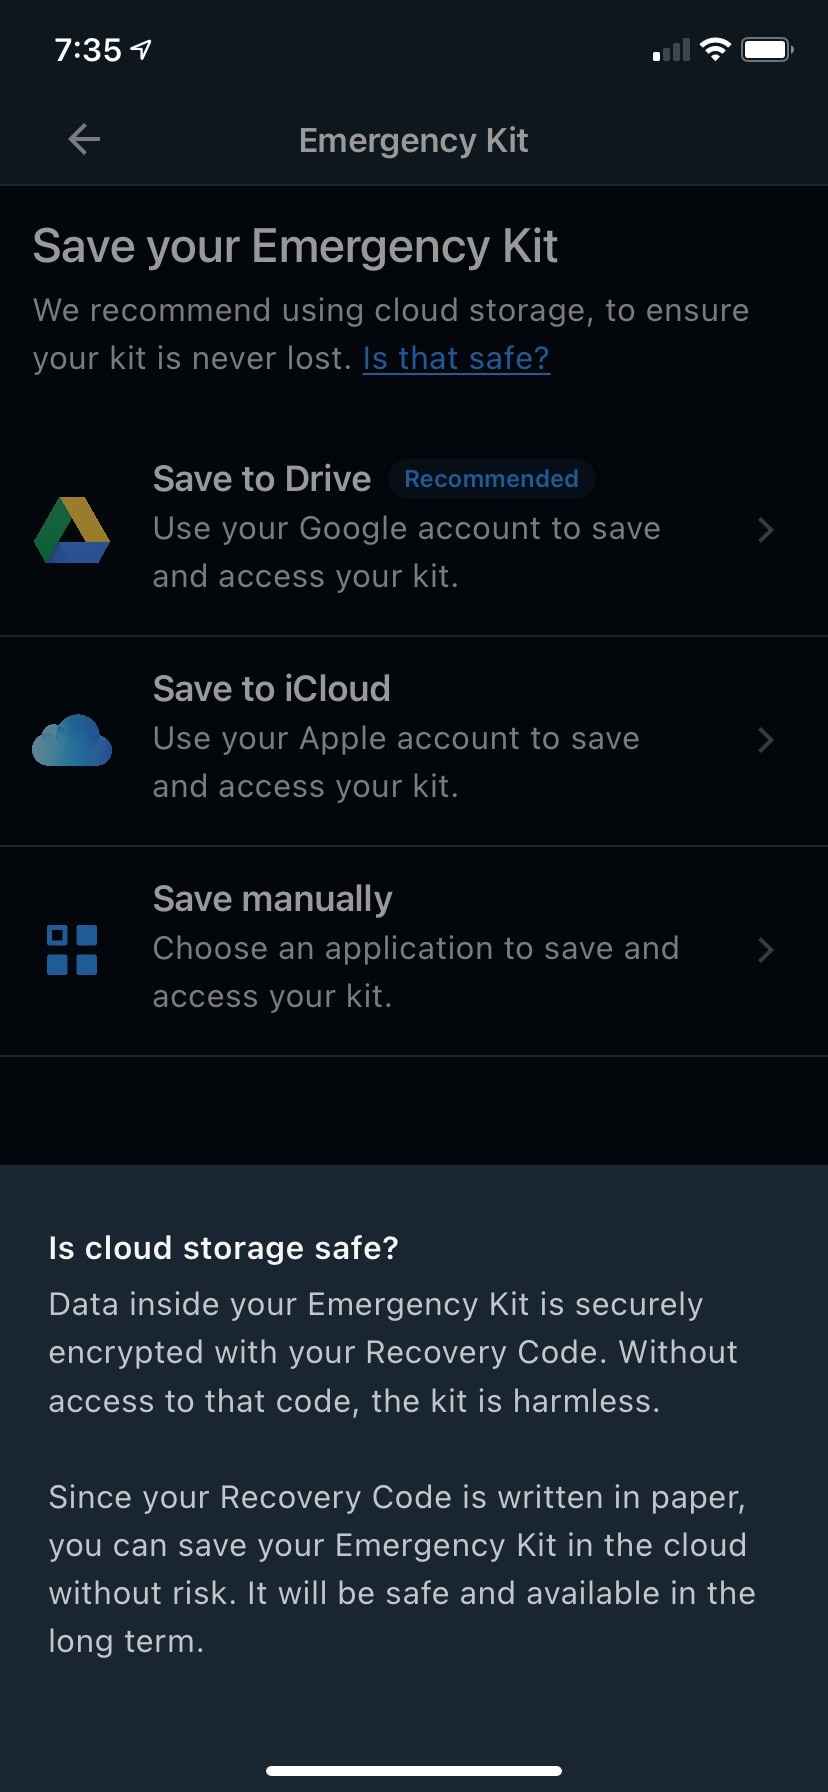 7:35
Emergency Kit
Save your Emergency Kit
We recommend using cloud storage, to ensure
your kit is never lost. Is that safe?
Save to Drive Recommended
Use your Google account to save
and access your kit.
Save to iCloud
Use your Apple account to save
and access your kit.
Save manually
Choose an application to save and
access your kit.
Is cloud storage safe?
Data inside your Emergency Kit is securely
encrypted with your Recovery Code. Without
access to that code, the kit is harmless.
Since your Recovery Code is written in paper,
you can save your Emergency Kit in the cloud
without risk. It will be safe and available in the
long term.